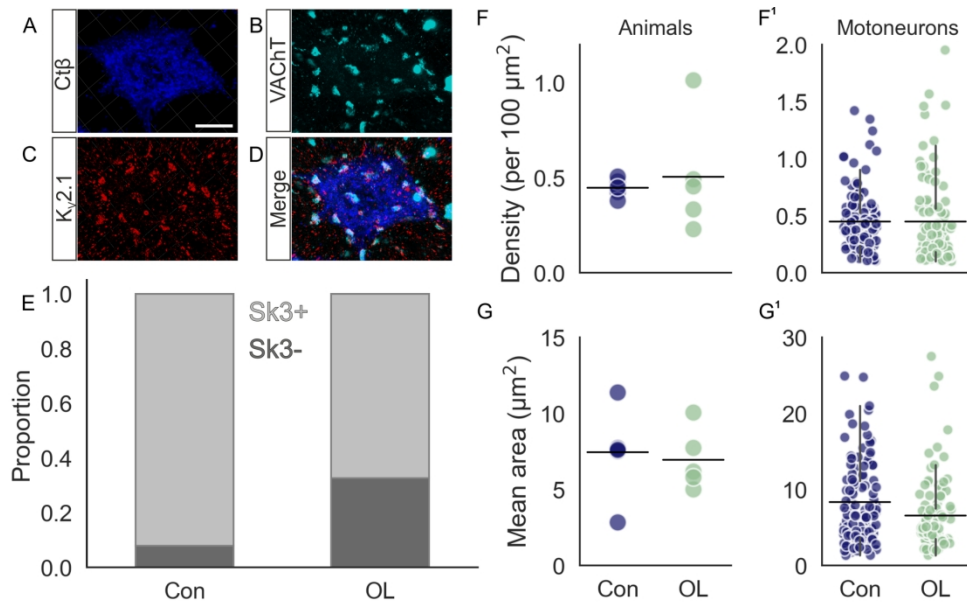 A
Ctβ
B
VAChT
C
Kv2.1
D
Merge
E
Proportion
1.0
0.8
0.6
0.4
0.2
0.0
Sk3+
Sk3-
Con
OL
F
Animals
Density (per 100 µm²)
1.0
0.5
0.0
F¹
Motoneurons
2.0
1.5
1.0
0.5
0.0
G
Mean area (µm²)
15
10
5
0
Con
OL
G¹
30
20
10
0
Con
OL